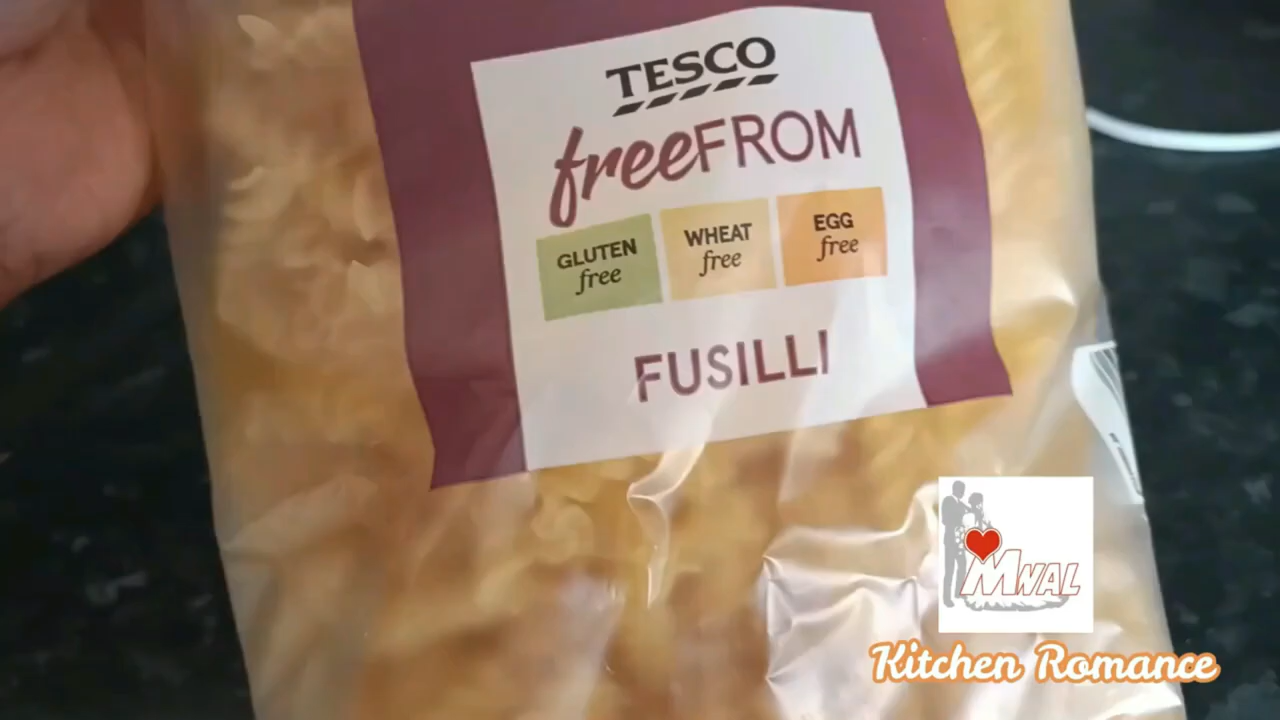 TESCO
freeFROM
GLUTEN free
WHEAT free
EGG free
FUSILLI
MWAL
Kitchen Romance